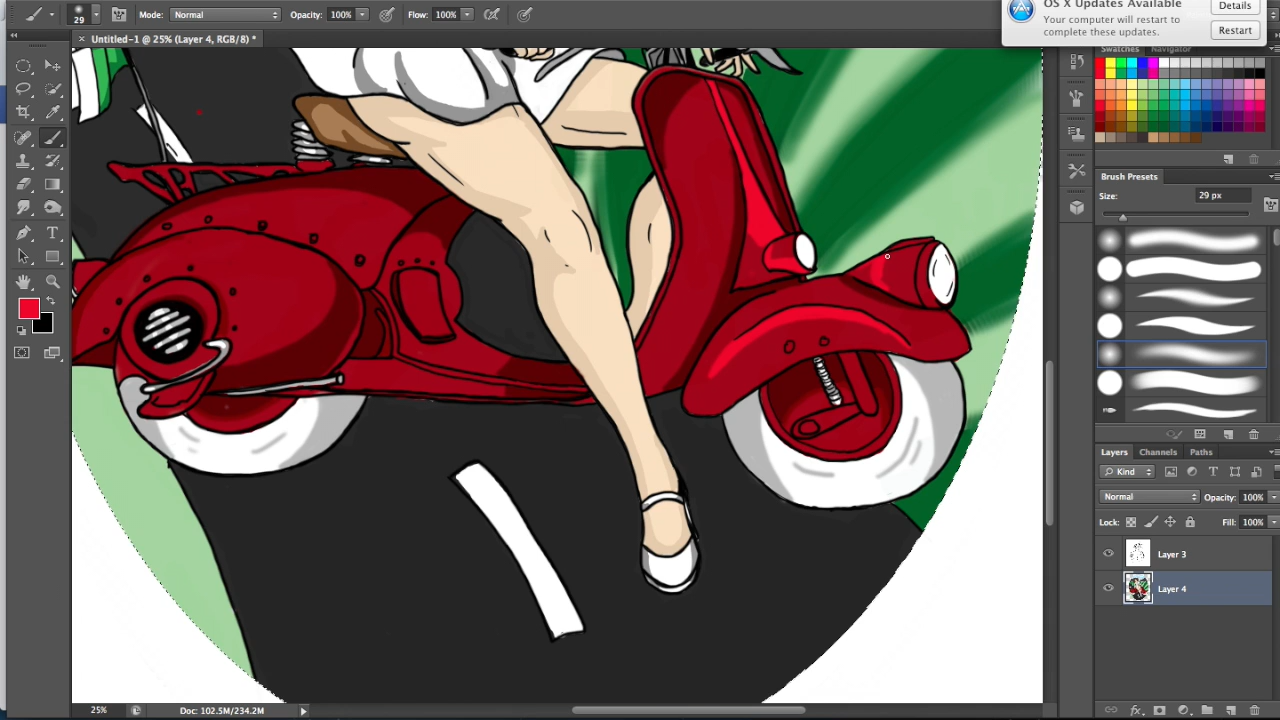 29
Mode: Normal
Opacity: 100%
Flow: 100%
OS X Updates Available
Your computer will restart to
complete these updates.
Details
Restart
Untitled-1 @ 25% (Layer 4, RGB/8) *
Swatches
Navigator
Brush Presets
Size:
29 px
Layers
Channels
Paths
Kind
Normal
Opacity: 100%
Lock:
Fill: 100%
Layer 3
Layer 4
25%
Doc: 102.5M/234.2M